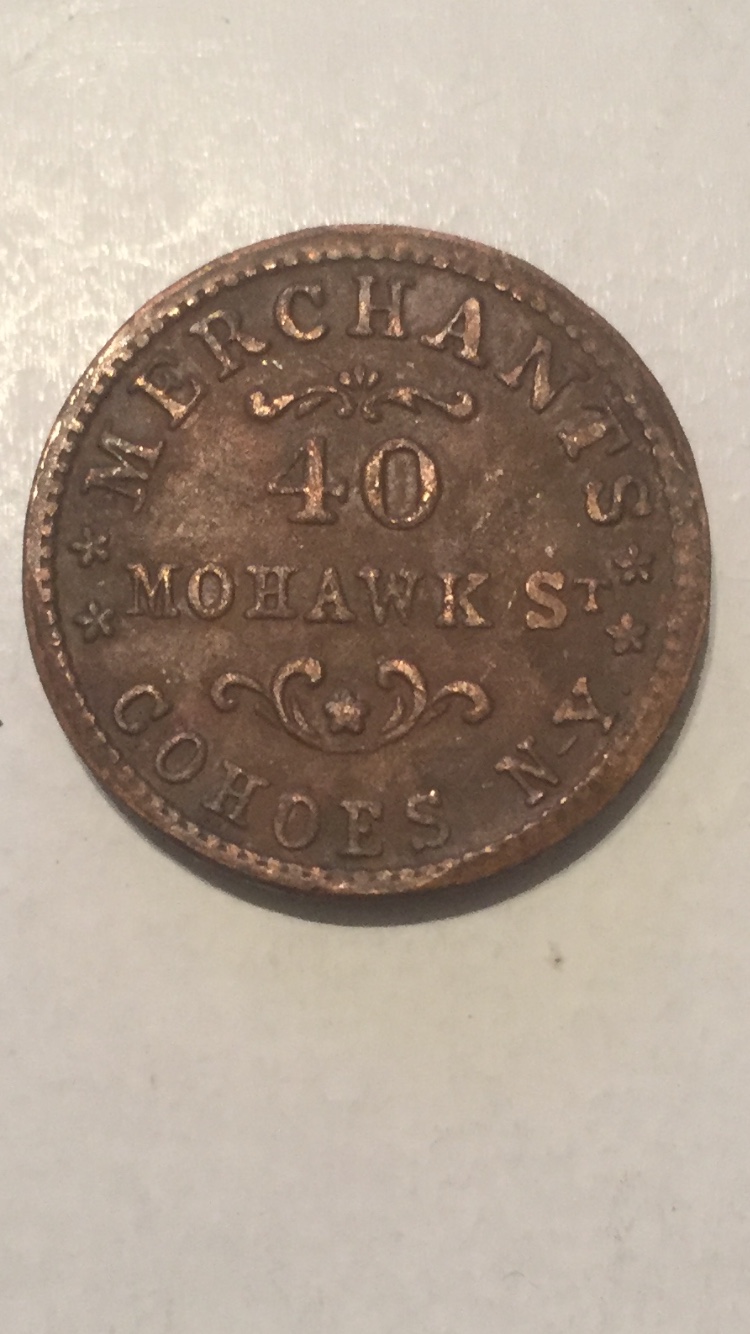 MERCHANTS
40
MOHAWK ST
COHOES N-Y